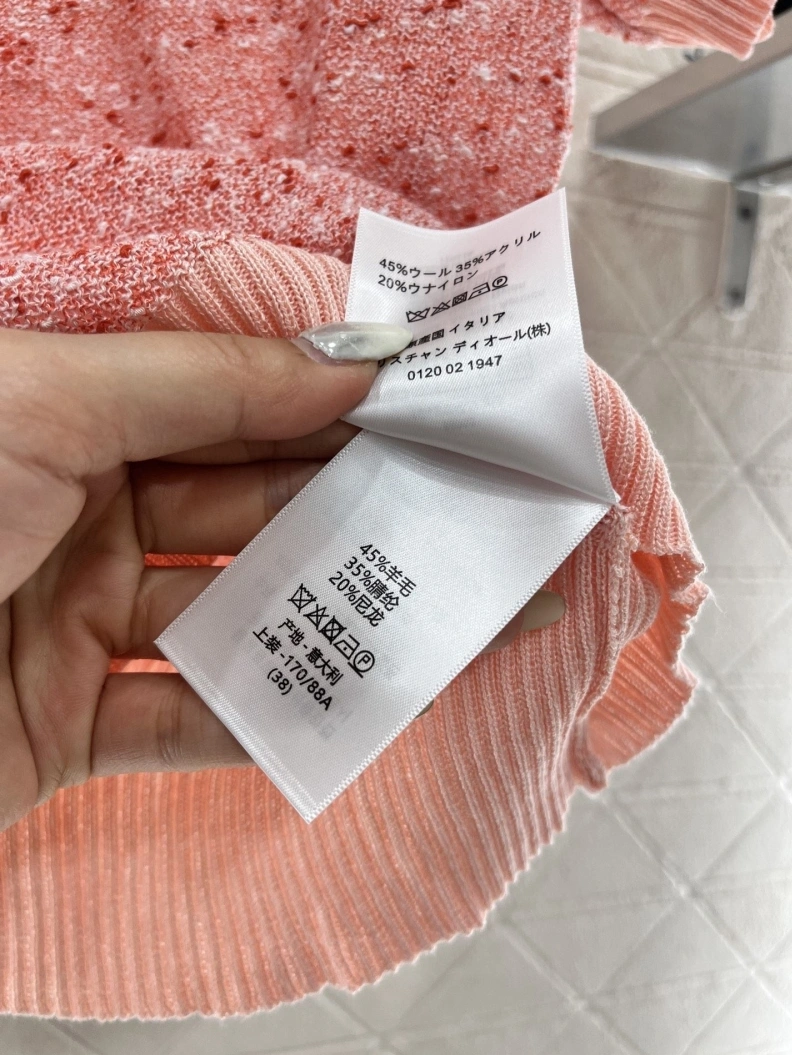 45%ウール 35%アクリル
20%ウナイロン
産国 イタリア
スチャン ディオール(株)
0120 02 1947
45%羊毛
35%腈纶
20%尼龙
P
产地 - 意大利
上装 -170/88A
(38)